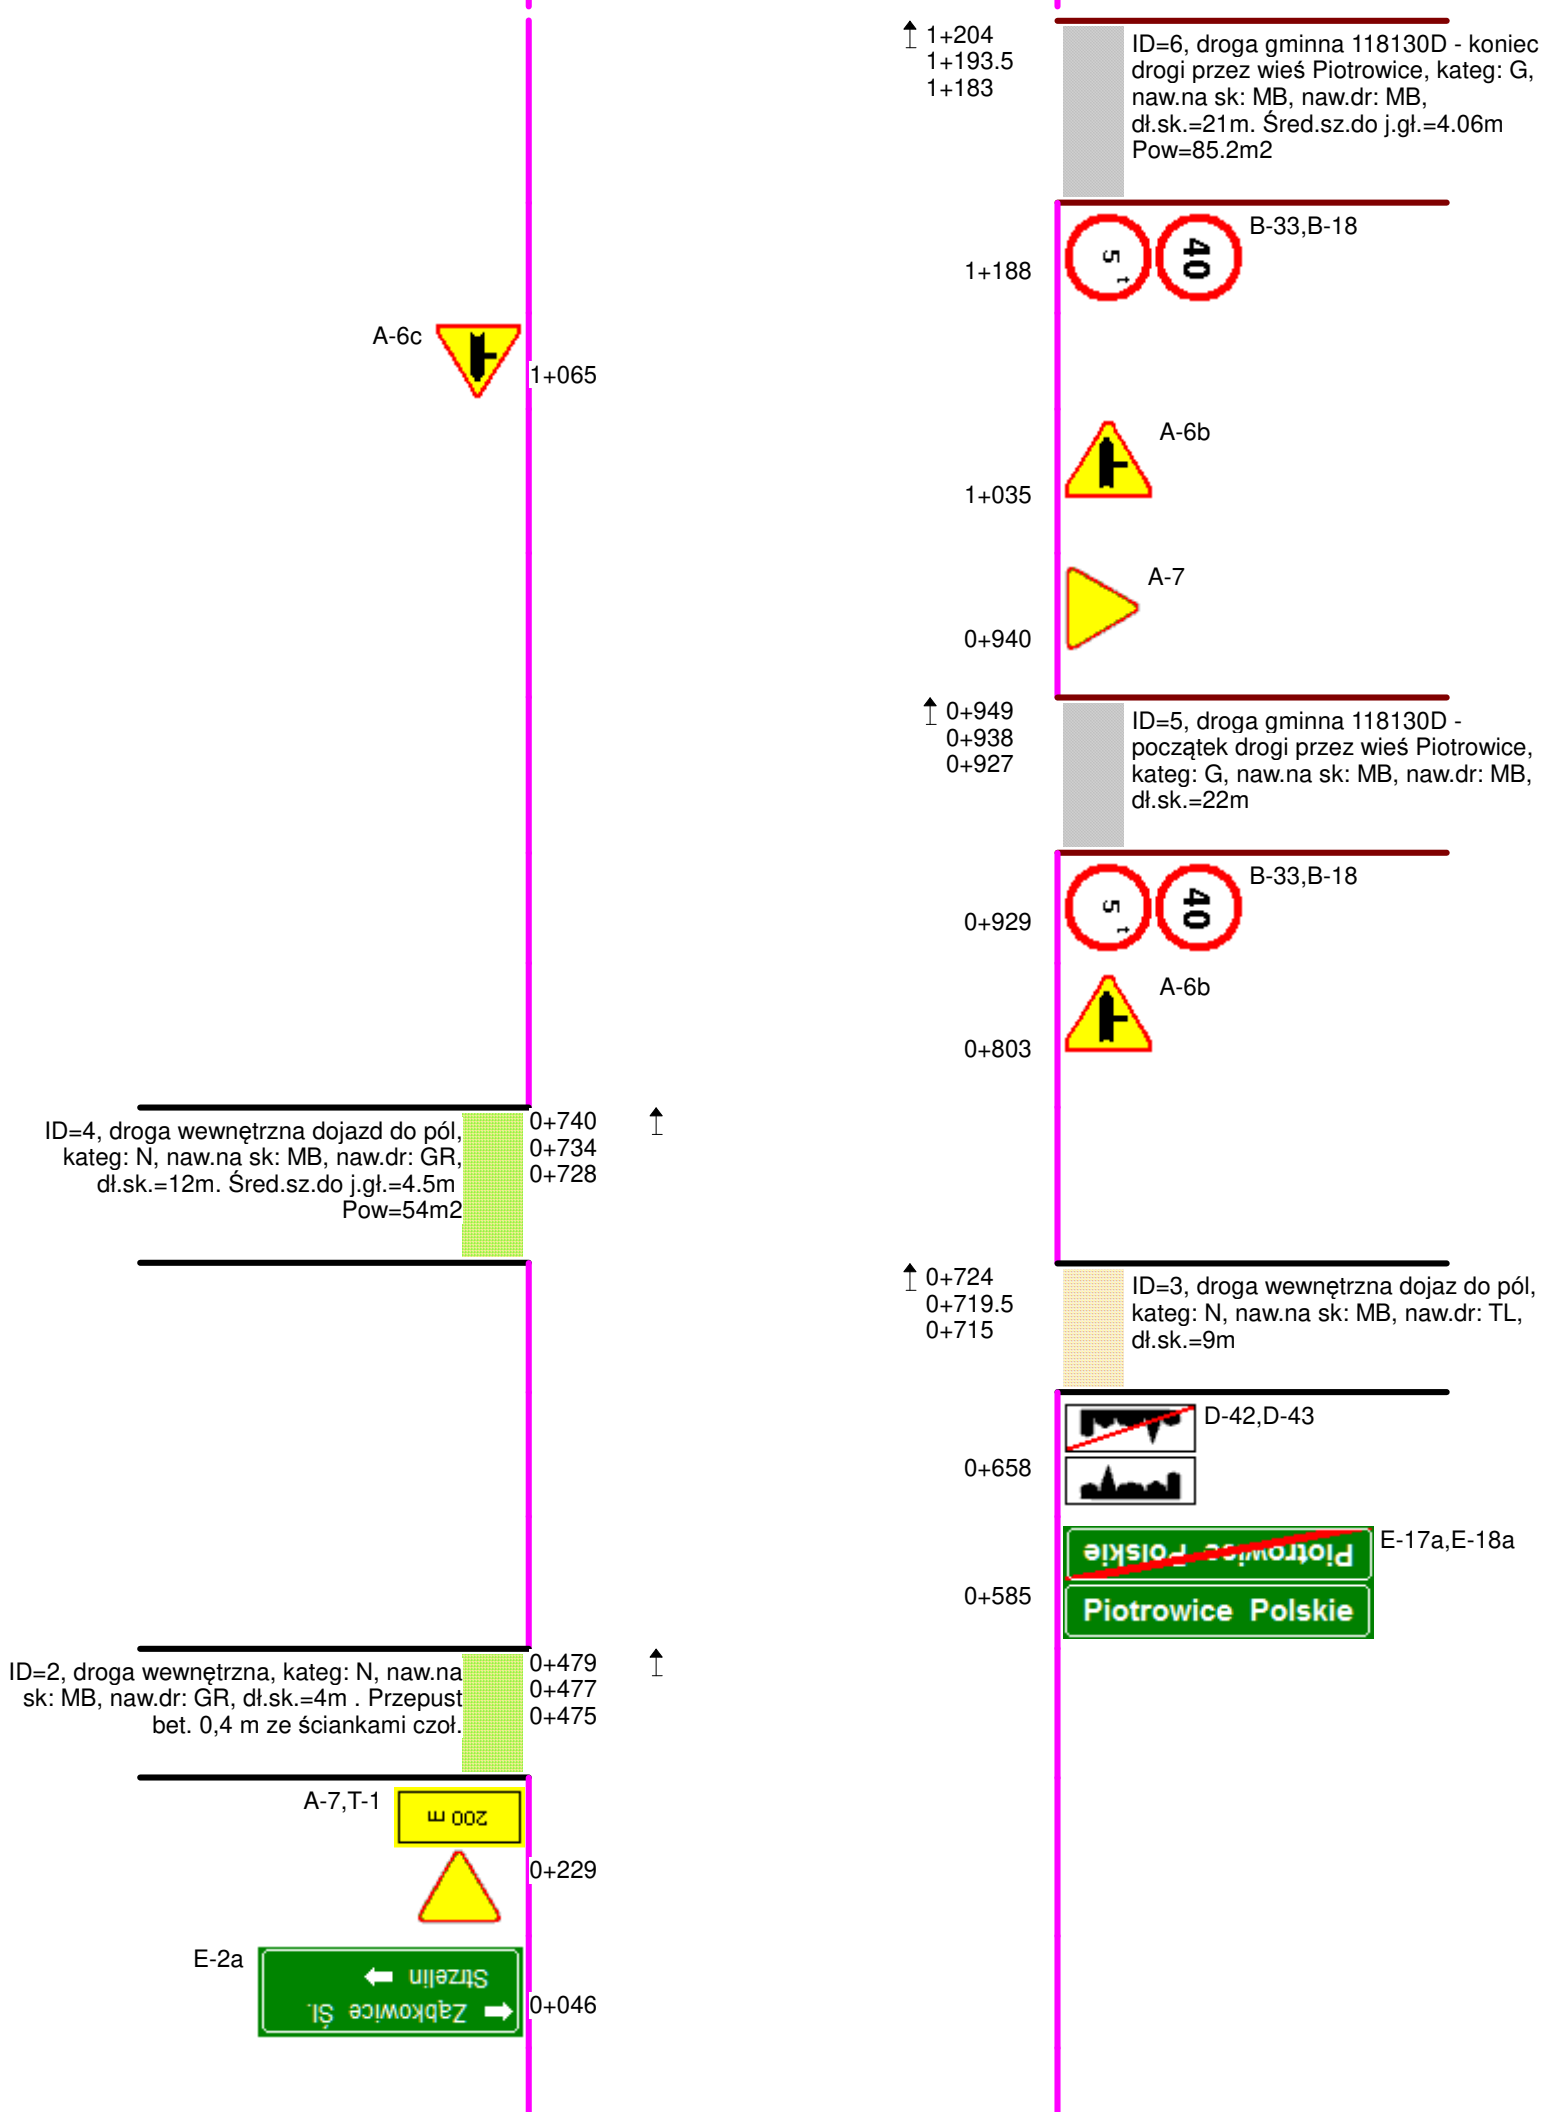 1+204
1+193.5
1+183
ID=6, droga gminna 118130D - koniec
drogi przez wieś Piotrowice, kateg: G,
naw.na sk: MB, naw.dr: MB,
dł.sk.=21m. Śred.sz.do j.gł.=4.06m
Pow=85.2m2
B-33,B-18
5 t
40
1+188
A-6c
1+065
A-6b
1+035
A-7
0+940
0+949
0+938
0+927
ID=5, droga gminna 118130D -
początek drogi przez wieś Piotrowice,
kateg: G, naw.na sk: MB, naw.dr: MB,
dł.sk.=22m
B-33,B-18
5 t
40
0+929
A-6b
0+803
ID=4, droga wewnętrzna dojazd do pól,
kateg: N, naw.na sk: MB, naw.dr: GR,
dł.sk.=12m. Śred.sz.do j.gł.=4.5m
Pow=54m2
0+740
0+734
0+728
0+724
0+719.5
0+715
ID=3, droga wewnętrzna dojaz do pól,
kateg: N, naw.na sk: MB, naw.dr: TL,
dł.sk.=9m
D-42,D-43
0+658
E-17a,E-18a
Piotrowice Polskie
Piotrowice Polskie
0+585
ID=2, droga wewnętrzna, kateg: N, naw.na
sk: MB, naw.dr: GR, dł.sk.=4m . Przepust
bet. 0,4 m ze ściankami czoł.
0+479
0+477
0+475
A-7,T-1
200 m
0+229
E-2a
Strzelin
Ząbkowice Śl.
0+046